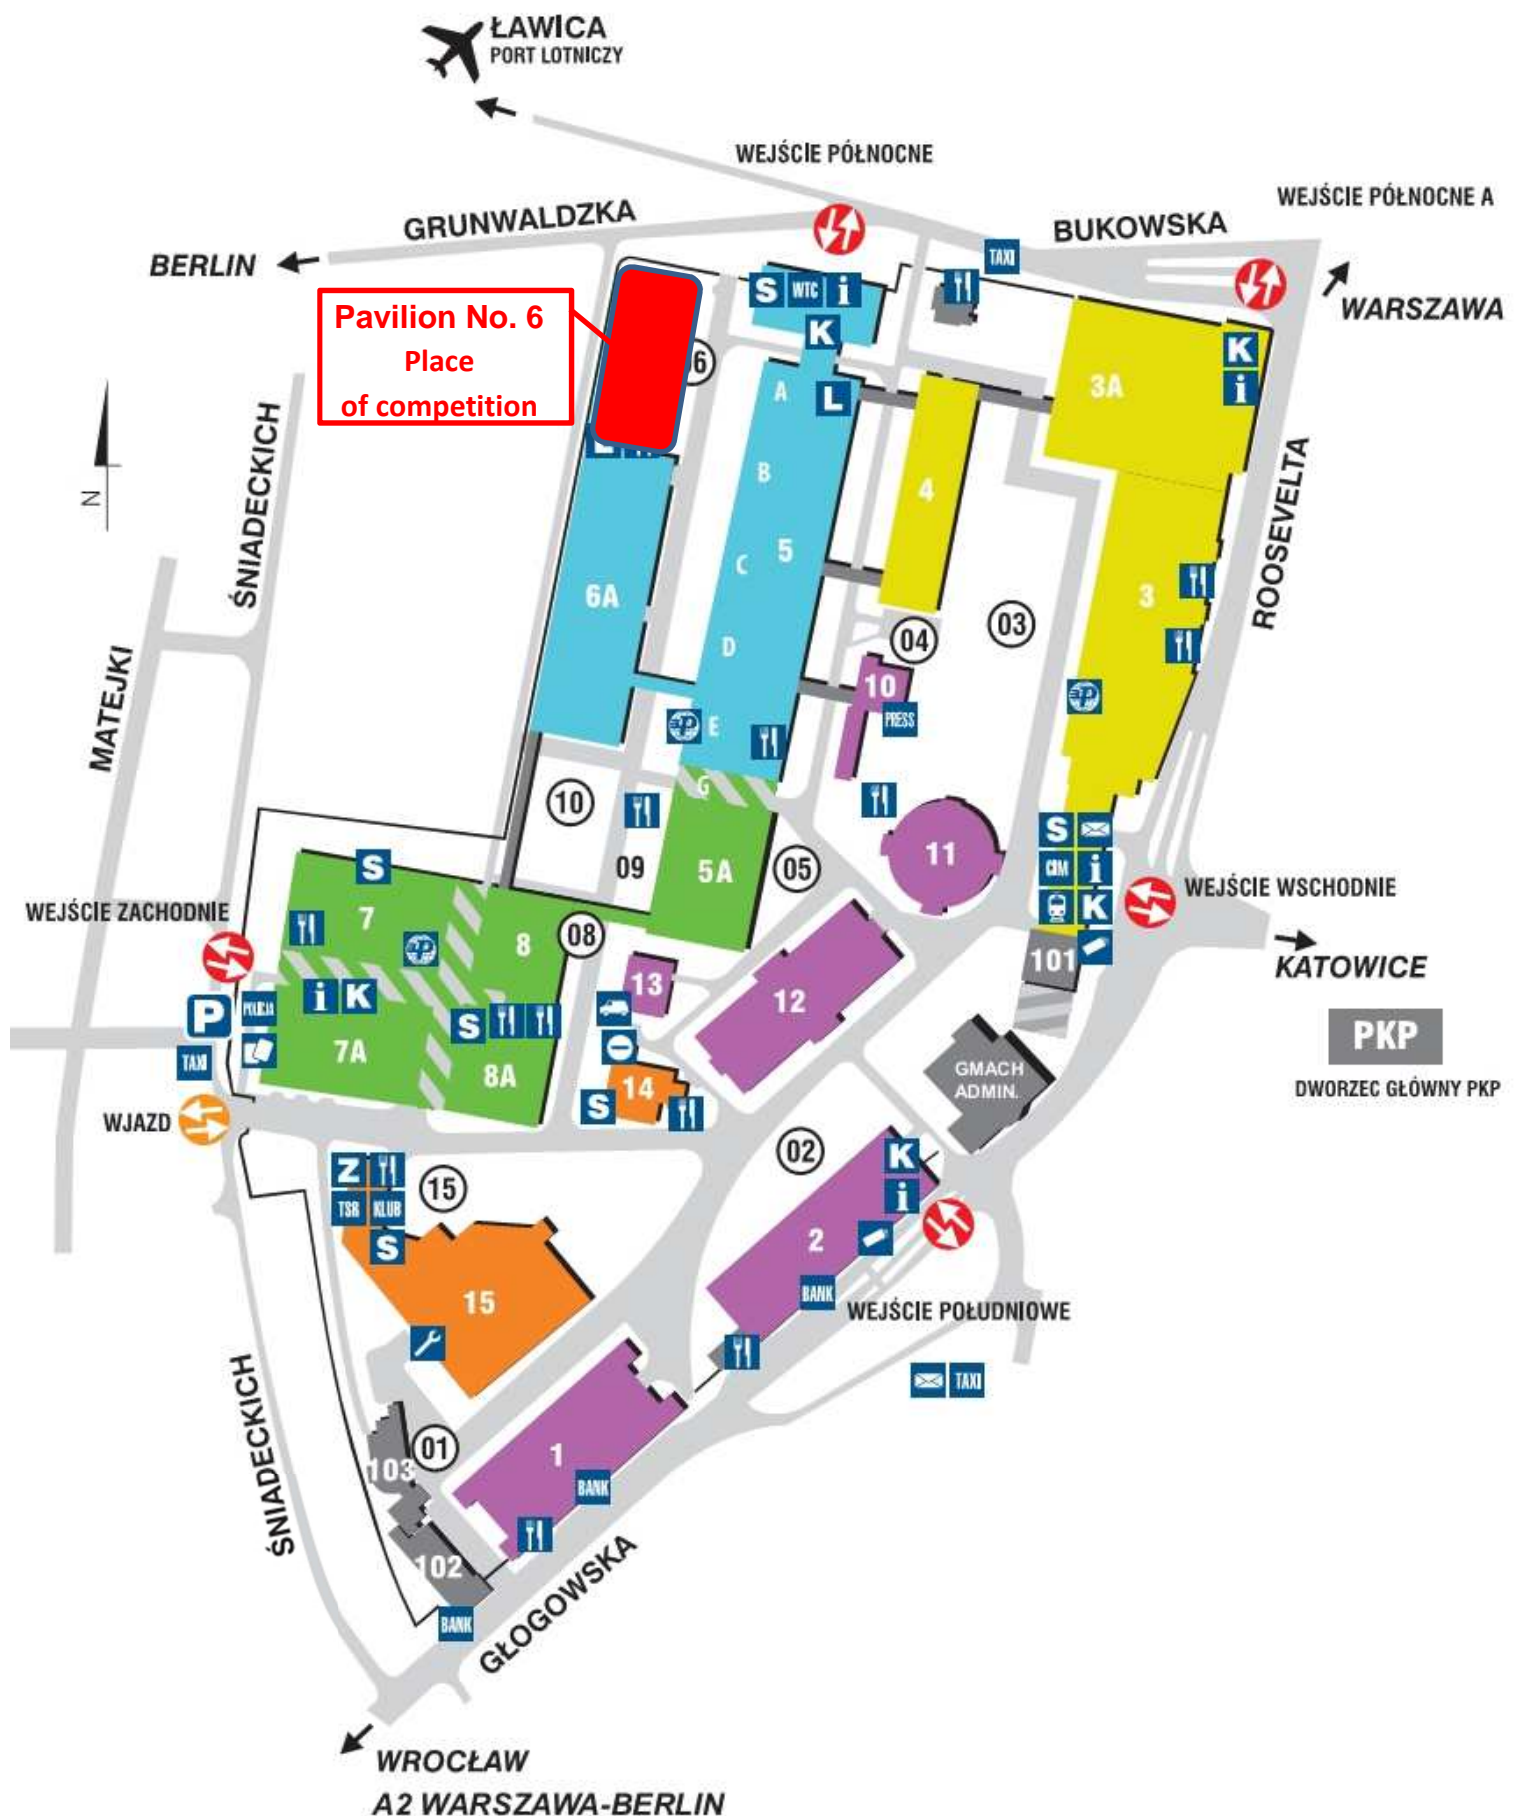 ŁAWICA
PORT LOTNICZY
WEJŚCIE PÓŁNOCNE
WEJŚCIE PÓŁNOCNE A
GRUNWALDZKA
BUKOWSKA
BERLIN
TAXI
WARSZAWA
S WTC i
K
Pavilion No. 6
Place
of competition
6
K
i
3A
A
L
B
4
ŚNIADECKICH
N
ROOSEVELTA
C
5
6A
3
D
04
03
MATEJKI
10
PRESS
E
G
10
09
5A
05
11
S
CIM i
K
WEJŚCIE WSCHODNIE
S
7
WEJŚCIE ZACHODNIE
8
08
101
KATOWICE
13
12
i K
P
POLICJA
S
7A
8A
TAXI
14
S
GMACH
ADMIN.
PKP
DWORZEC GŁÓWNY PKP
WJAZD
02
K
i
Z
TSR KLUB
S
15
2
BANK
WEJŚCIE POŁUDNIOWE
15
TAXI
ŚNIADECKICH
01
103
1
BANK
102
BANK
GŁOGOWSKA
WROCŁAW
A2 WARSZAWA-BERLIN